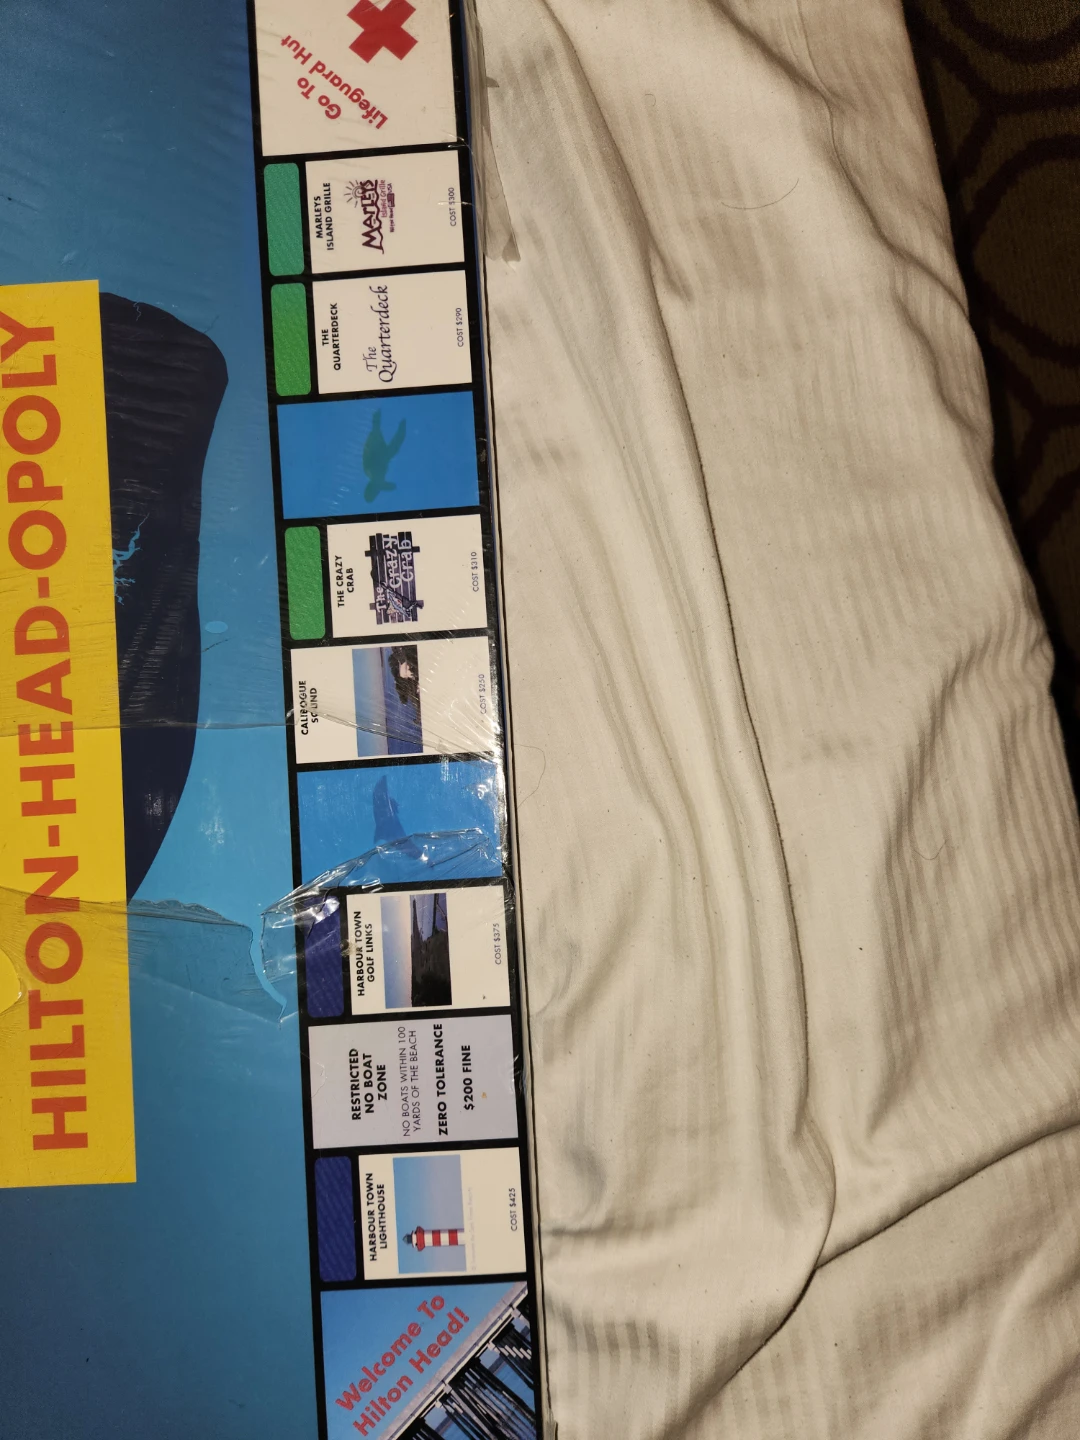 HILTON-HEAD-OPOLY
Go To
Lifeguard Hut
MARLEYS
ISLAND GRILLE
Marleys
Island Grille
COST $300
THE
QUARTERDECK
The
Quarterdeck
COST $290
THE CRAZY
CRAB
The
Crazy
Crab
COST $310
CALIBOGUE
SOUND
COST $250
HARBOUR TOWN
GOLF LINKS
COST $375
RESTRICTED
NO BOAT
ZONE
NO BOATS WITHIN 100
YARDS OF THE BEACH
ZERO TOLERANCE
$200 FINE
HARBOUR TOWN
LIGHTHOUSE
COST $425
Welcome To
Hilton Head!